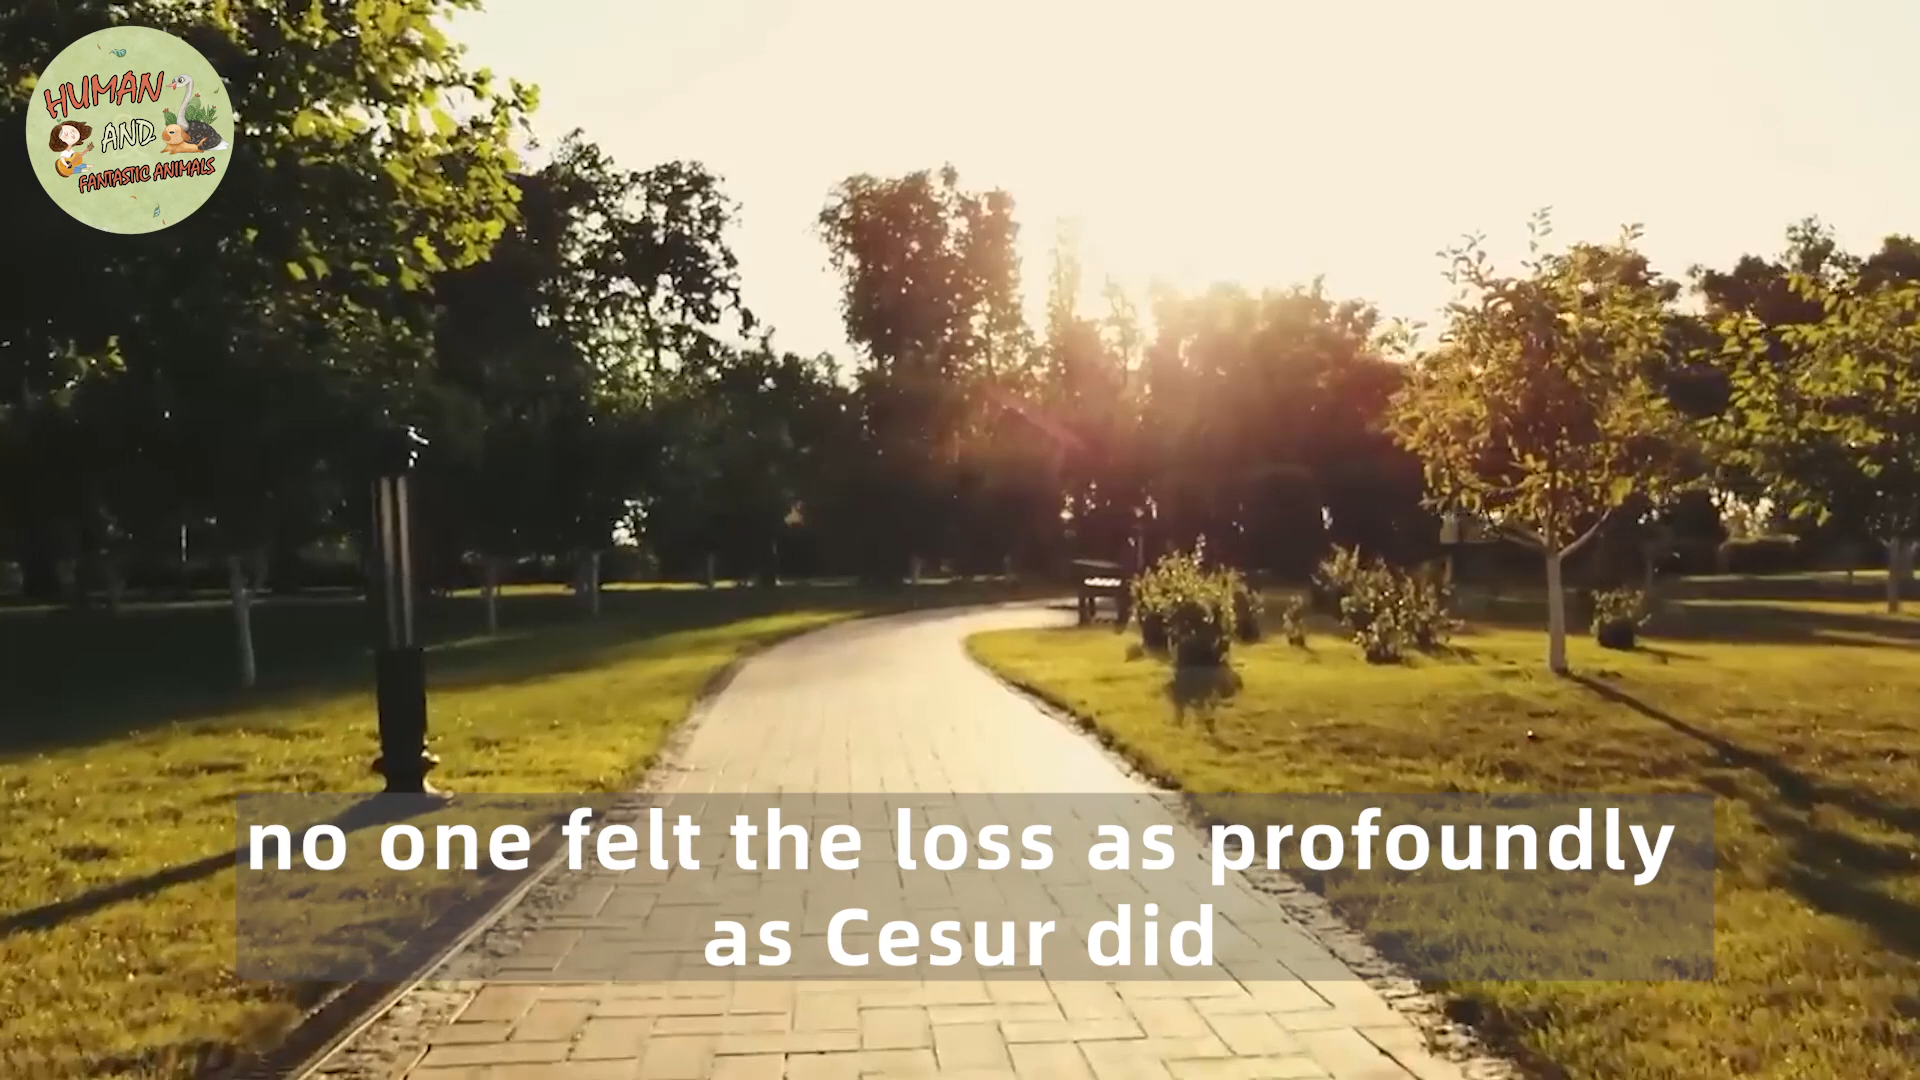 HUMAN
AND
FANTASTIC ANIMALS
no one felt the loss as profoundly
as Cesur did